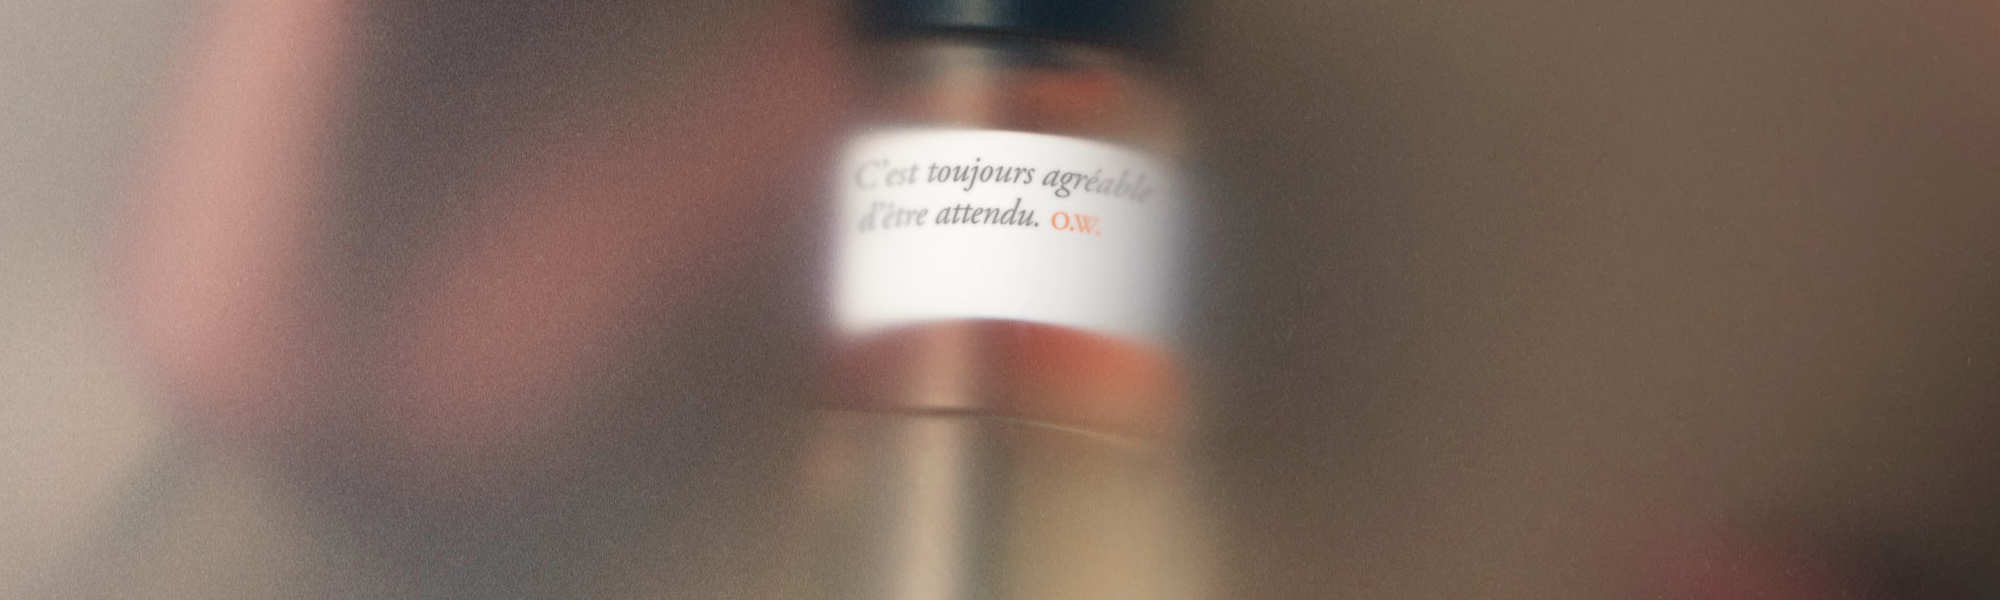 C'est toujours agréable
d'être attendu. O.W.